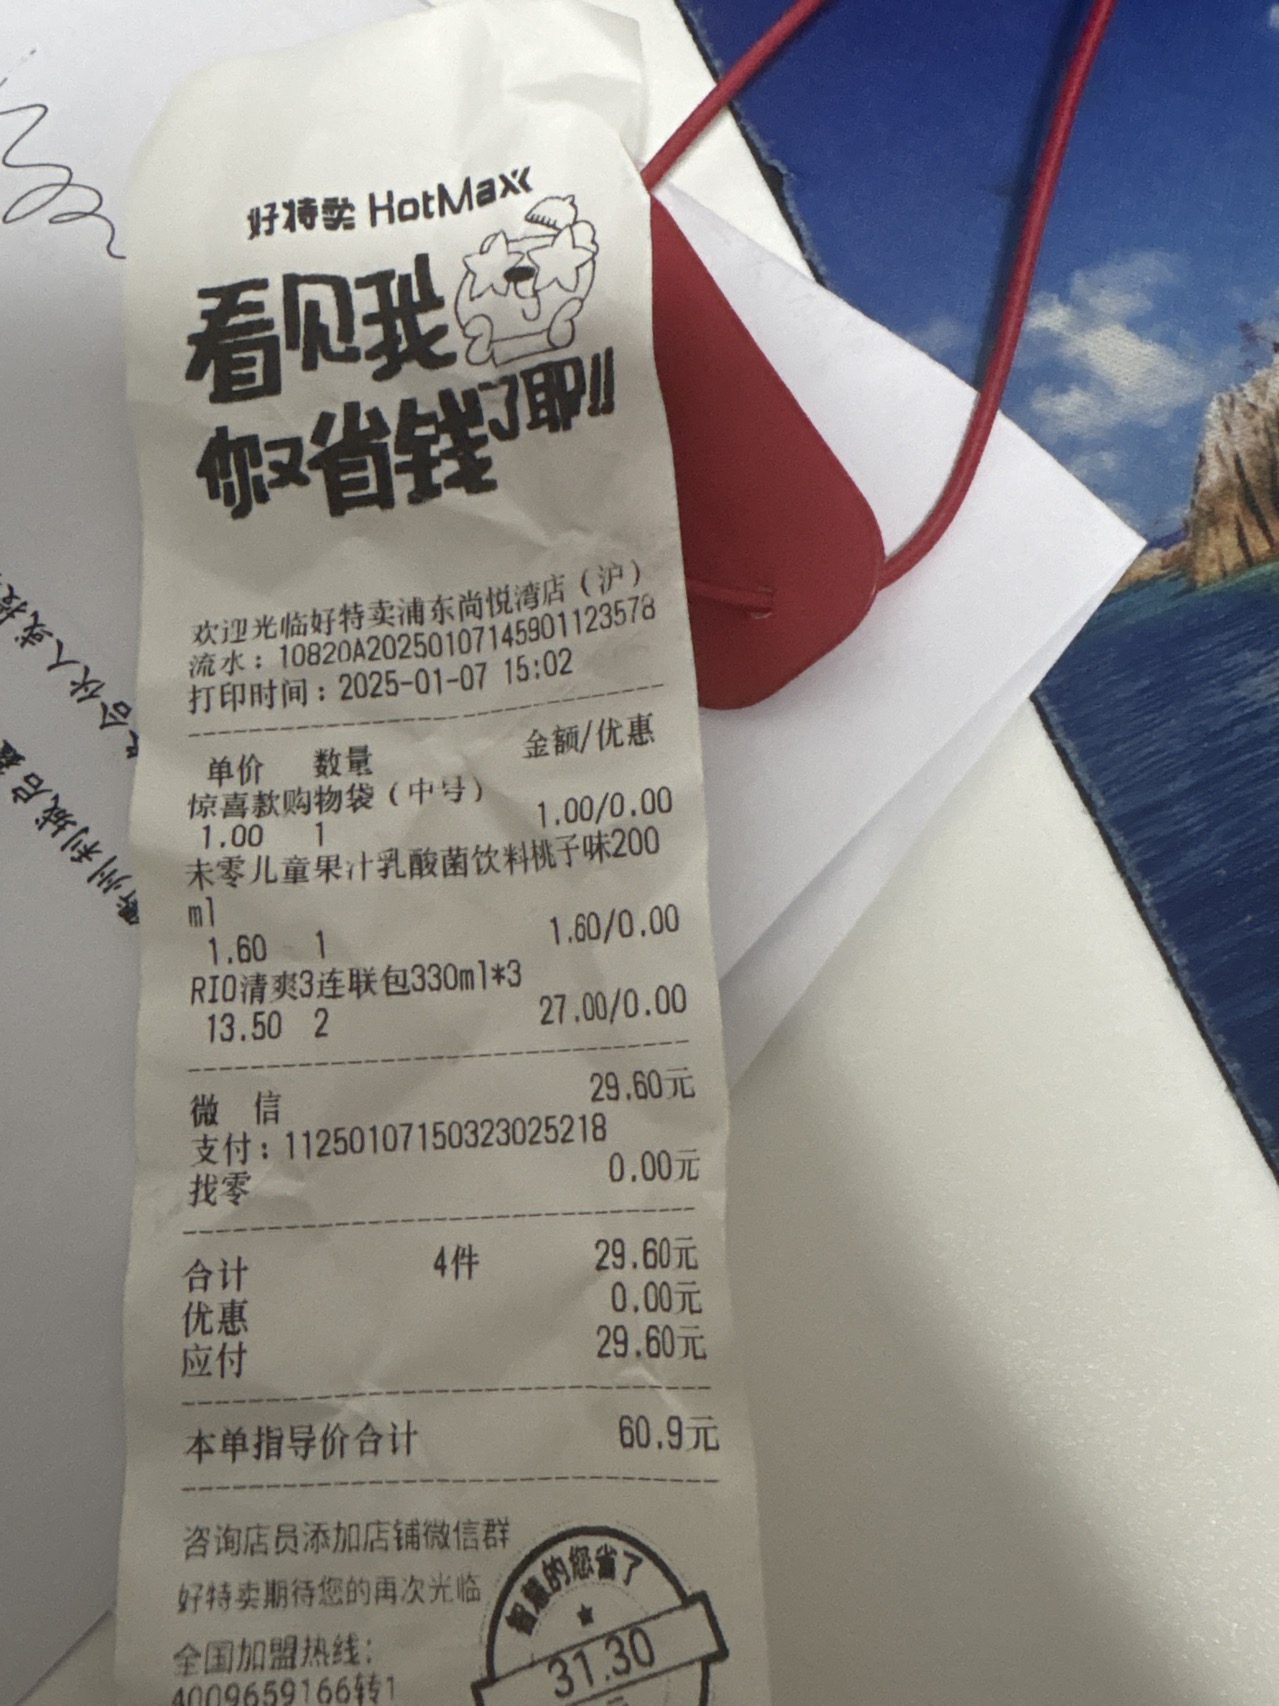 好特卖 HotMaxx
看见我
你又省钱了耶!!
欢迎光临好特卖浦东尚悦湾店（沪）
流水：10820A20250107145901123578
打印时间：2025-01-07 15:02
单价 数量 金额/优惠
惊喜款购物袋（中号）
1.00 1 1.00/0.00
未零儿童果汁乳酸菌饮料桃子味200
ml
1.60 1 1.60/0.00
RIO清爽3连联包330ml*3
13.50 2 27.00/0.00
微 信 29.60元
支付：11250107150323025218
找零 0.00元
合计 4件 29.60元
优惠 0.00元
应付 29.60元
本单指导价合计 60.9元
咨询店员添加店铺微信群
好特卖期待您的再次光临
全国加盟热线：
4009659166转1
智慧的您省了
31.30